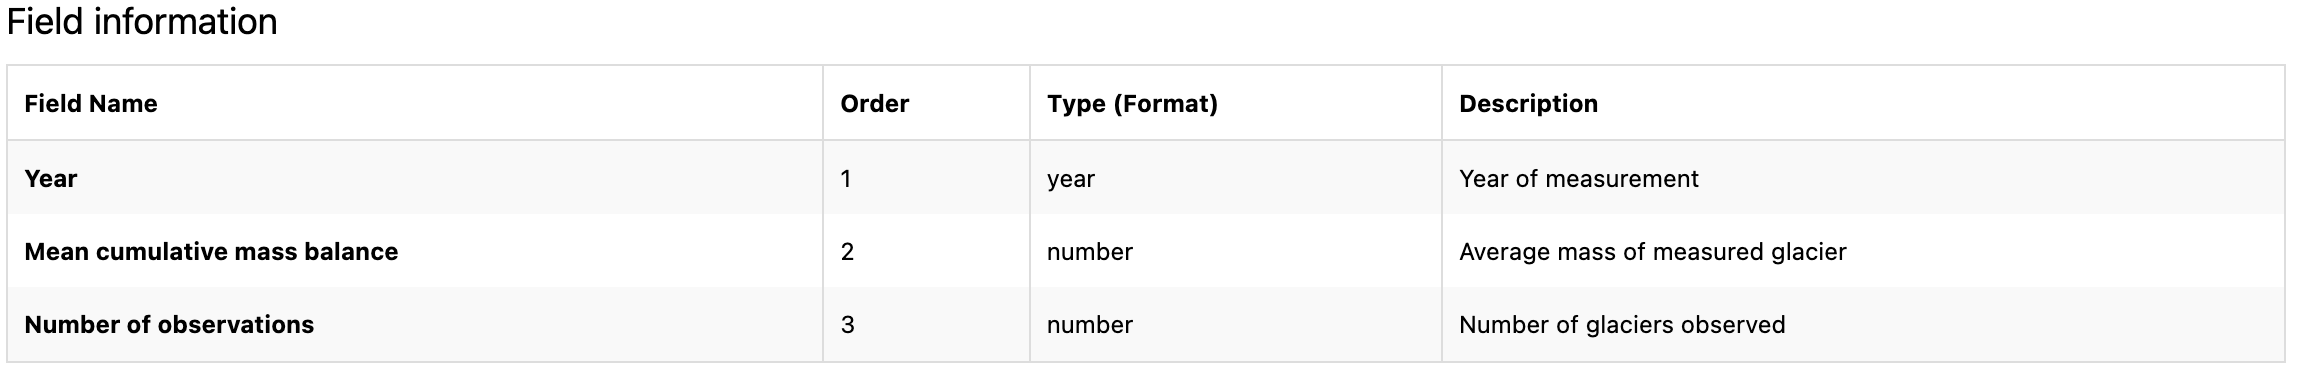 Field information
Field Name Order Type (Format) Description
Year 1 year Year of measurement
Mean cumulative mass balance 2 number Average mass of measured glacier
Number of observations 3 number Number of glaciers observed